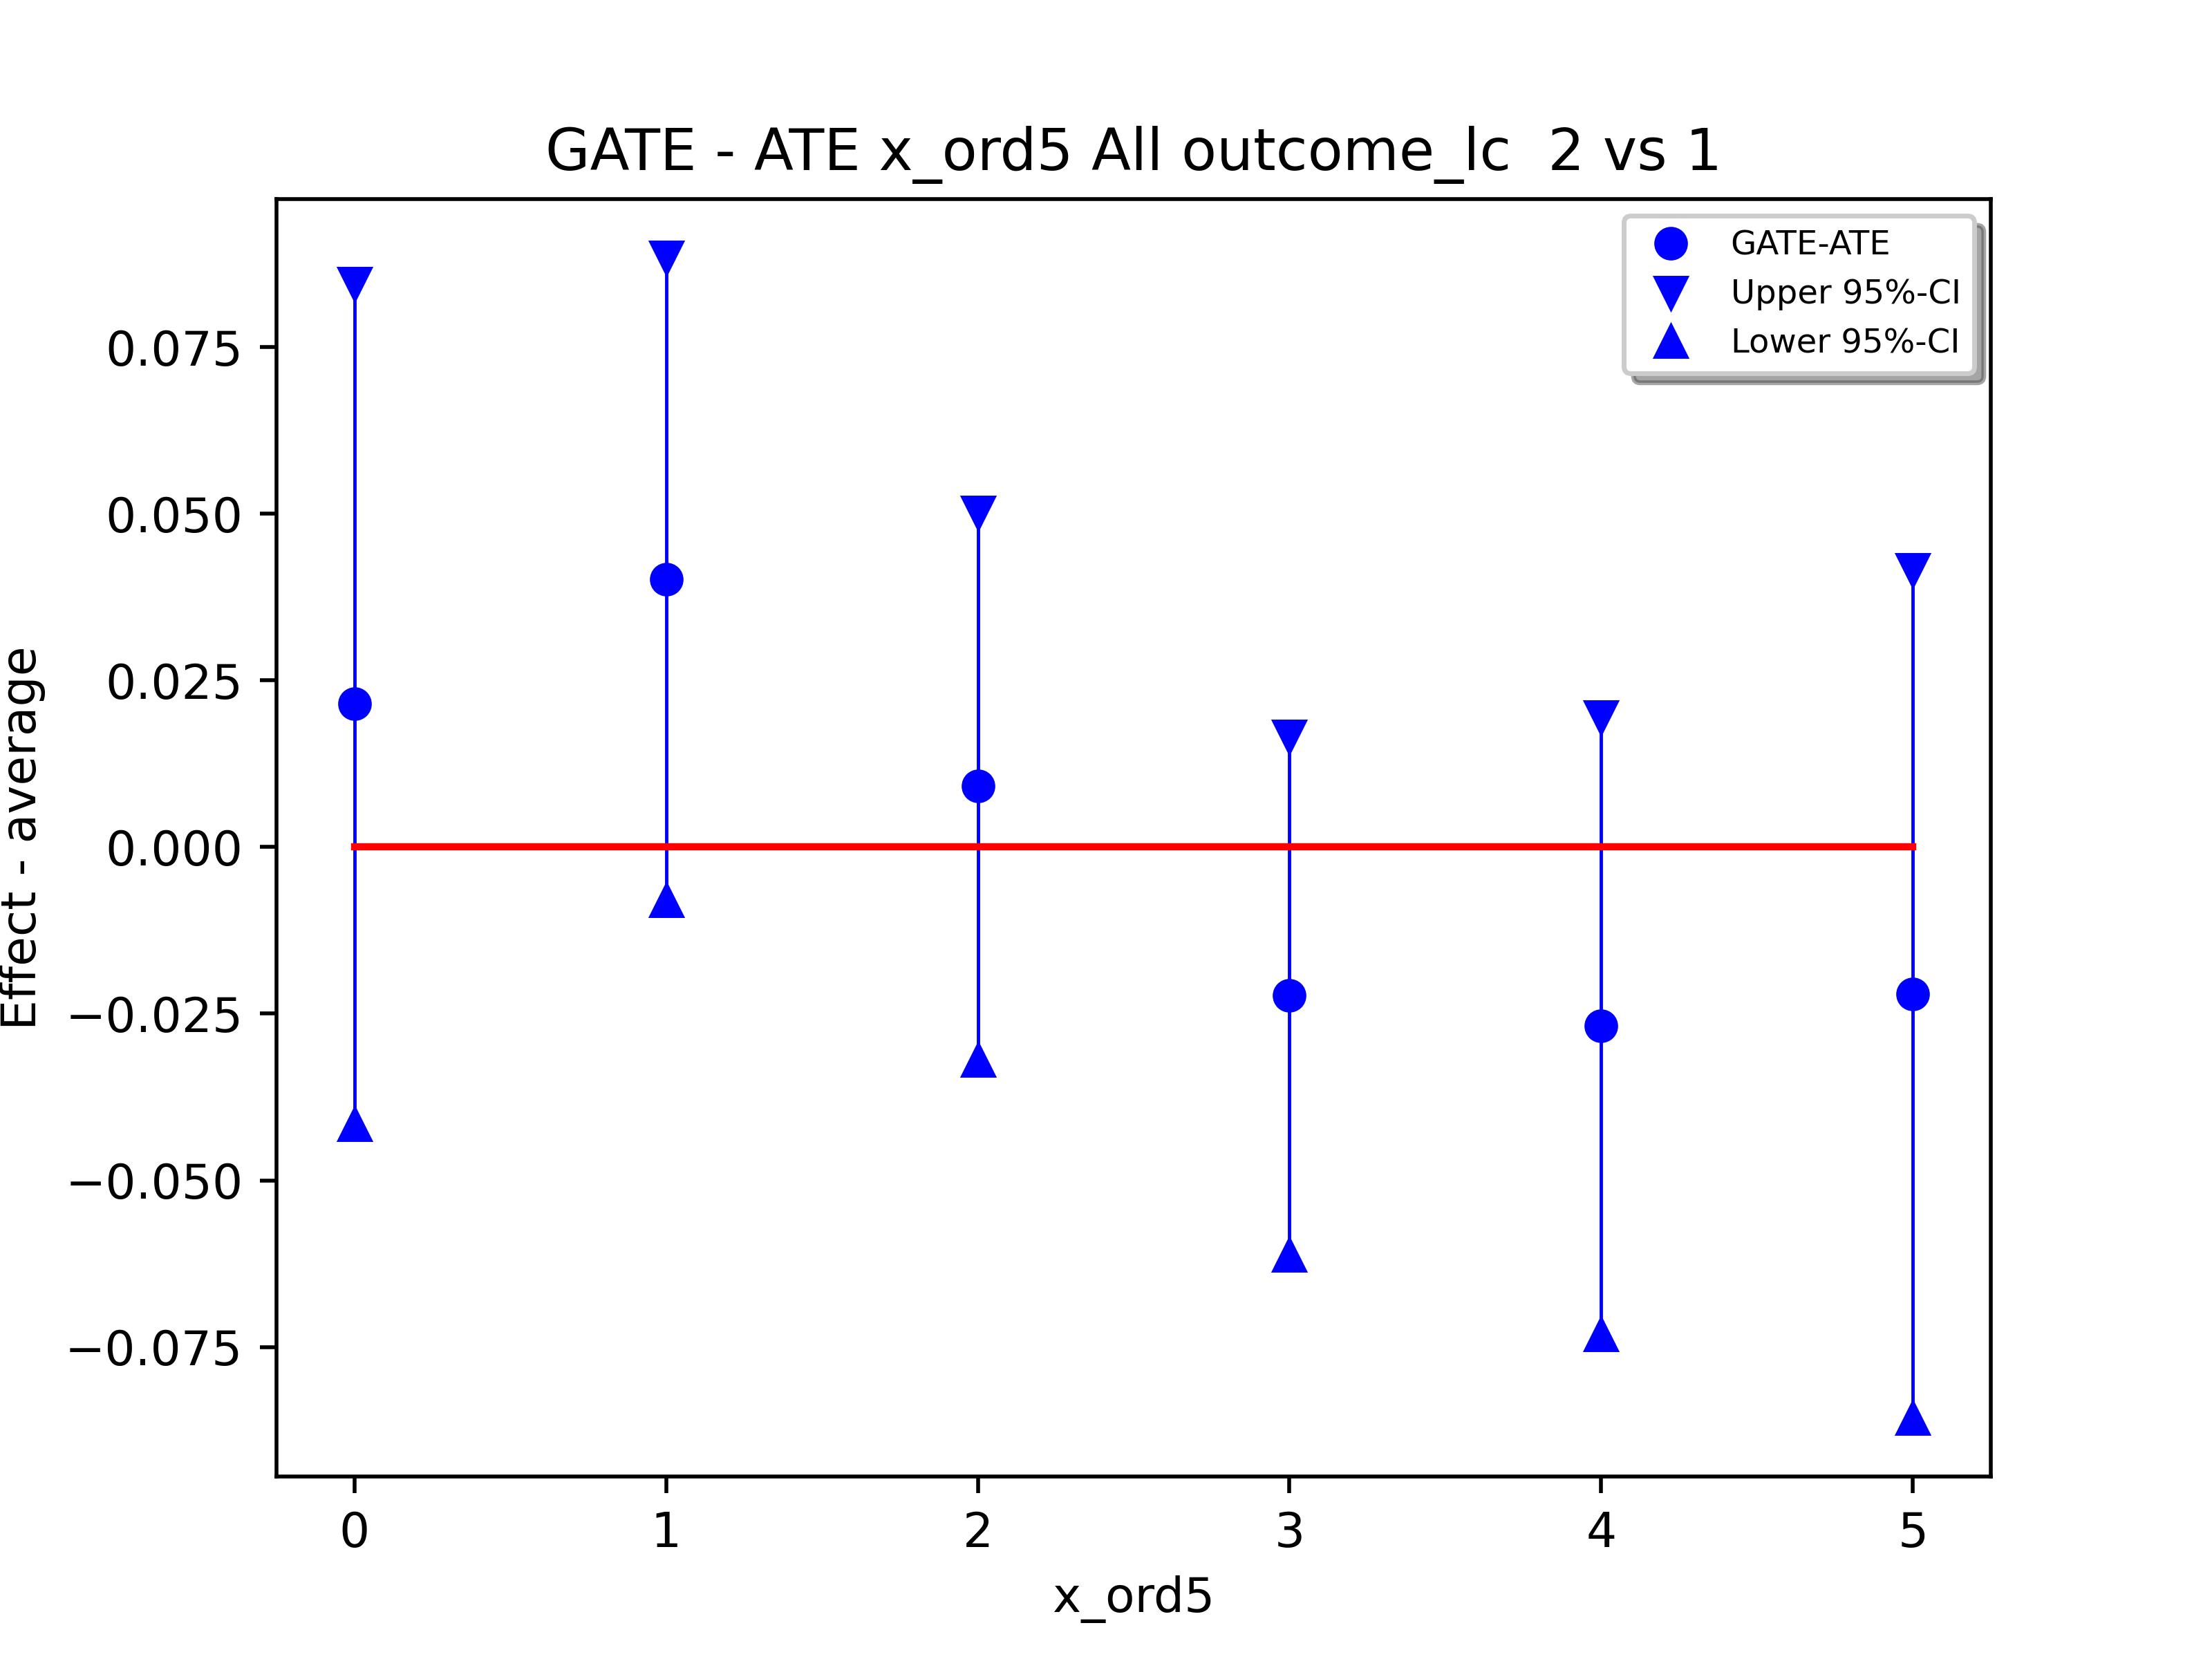 GATE - ATE x_ord5 All outcome_lc  2 vs 1
GATE-ATE
Upper 95%-CI
Lower 95%-CI
0.075
0.050
0.025
0.000
−0.025
−0.050
−0.075
Effect - average
0 1 2 3 4 5
x_ord5